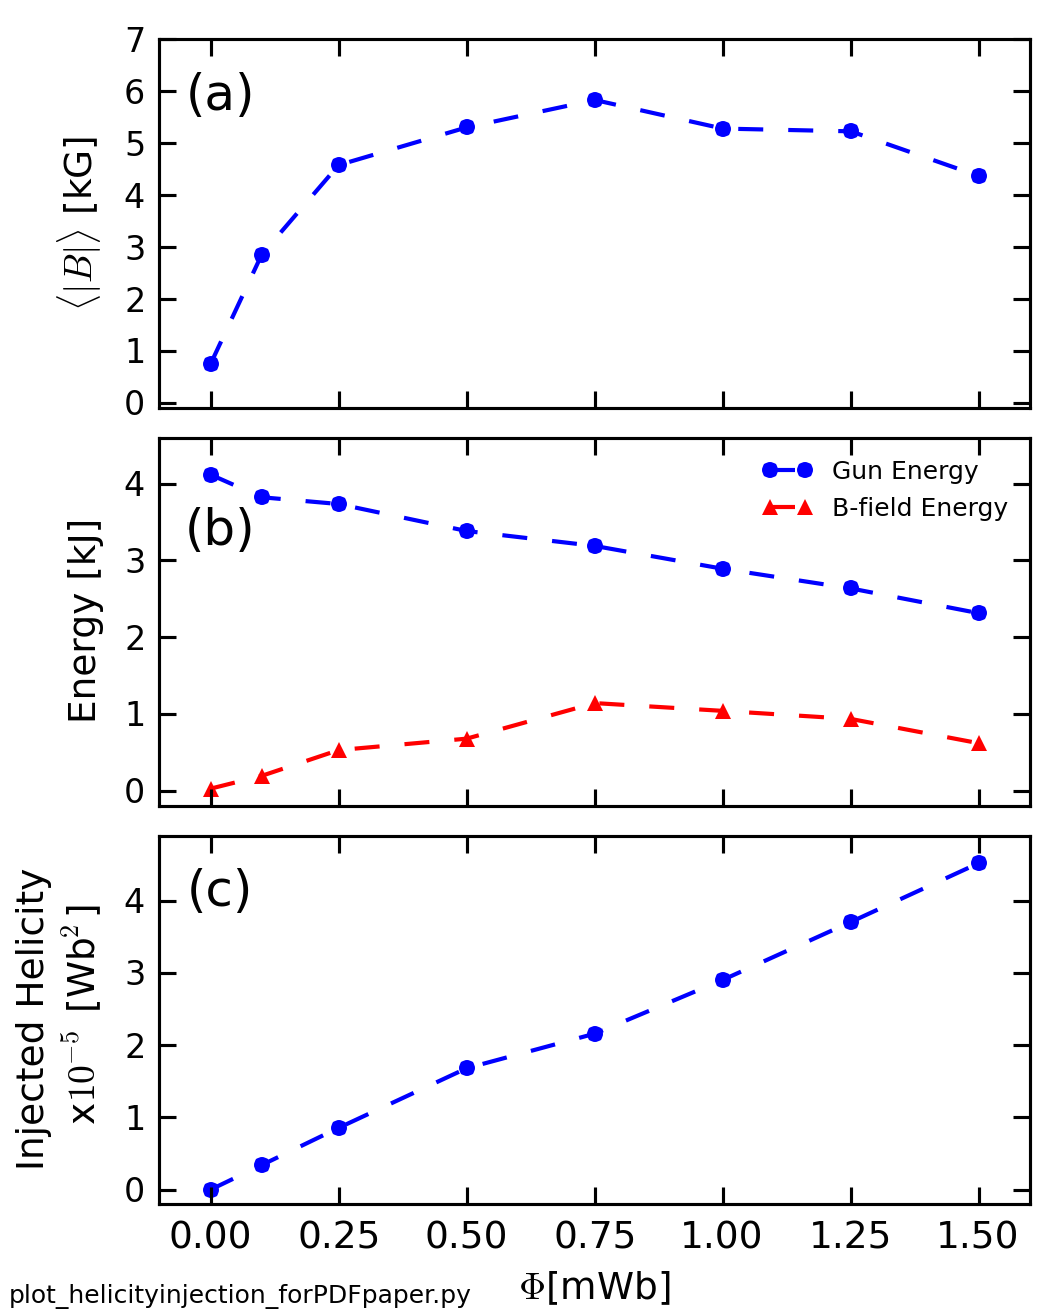 7
6
5
4
3
2
1
0
(a)
⟨|B|⟩ [kG]
4
3
2
1
0
(b)
Energy [kJ]
Gun Energy
B-field Energy
4
3
2
1
0
(c)
Injected Helicity
x10⁻⁵ [Wb²]
0.00 0.25 0.50 0.75 1.00 1.25 1.50
Φ[mWb]
plot_helicityinjection_forPDFpaper.py